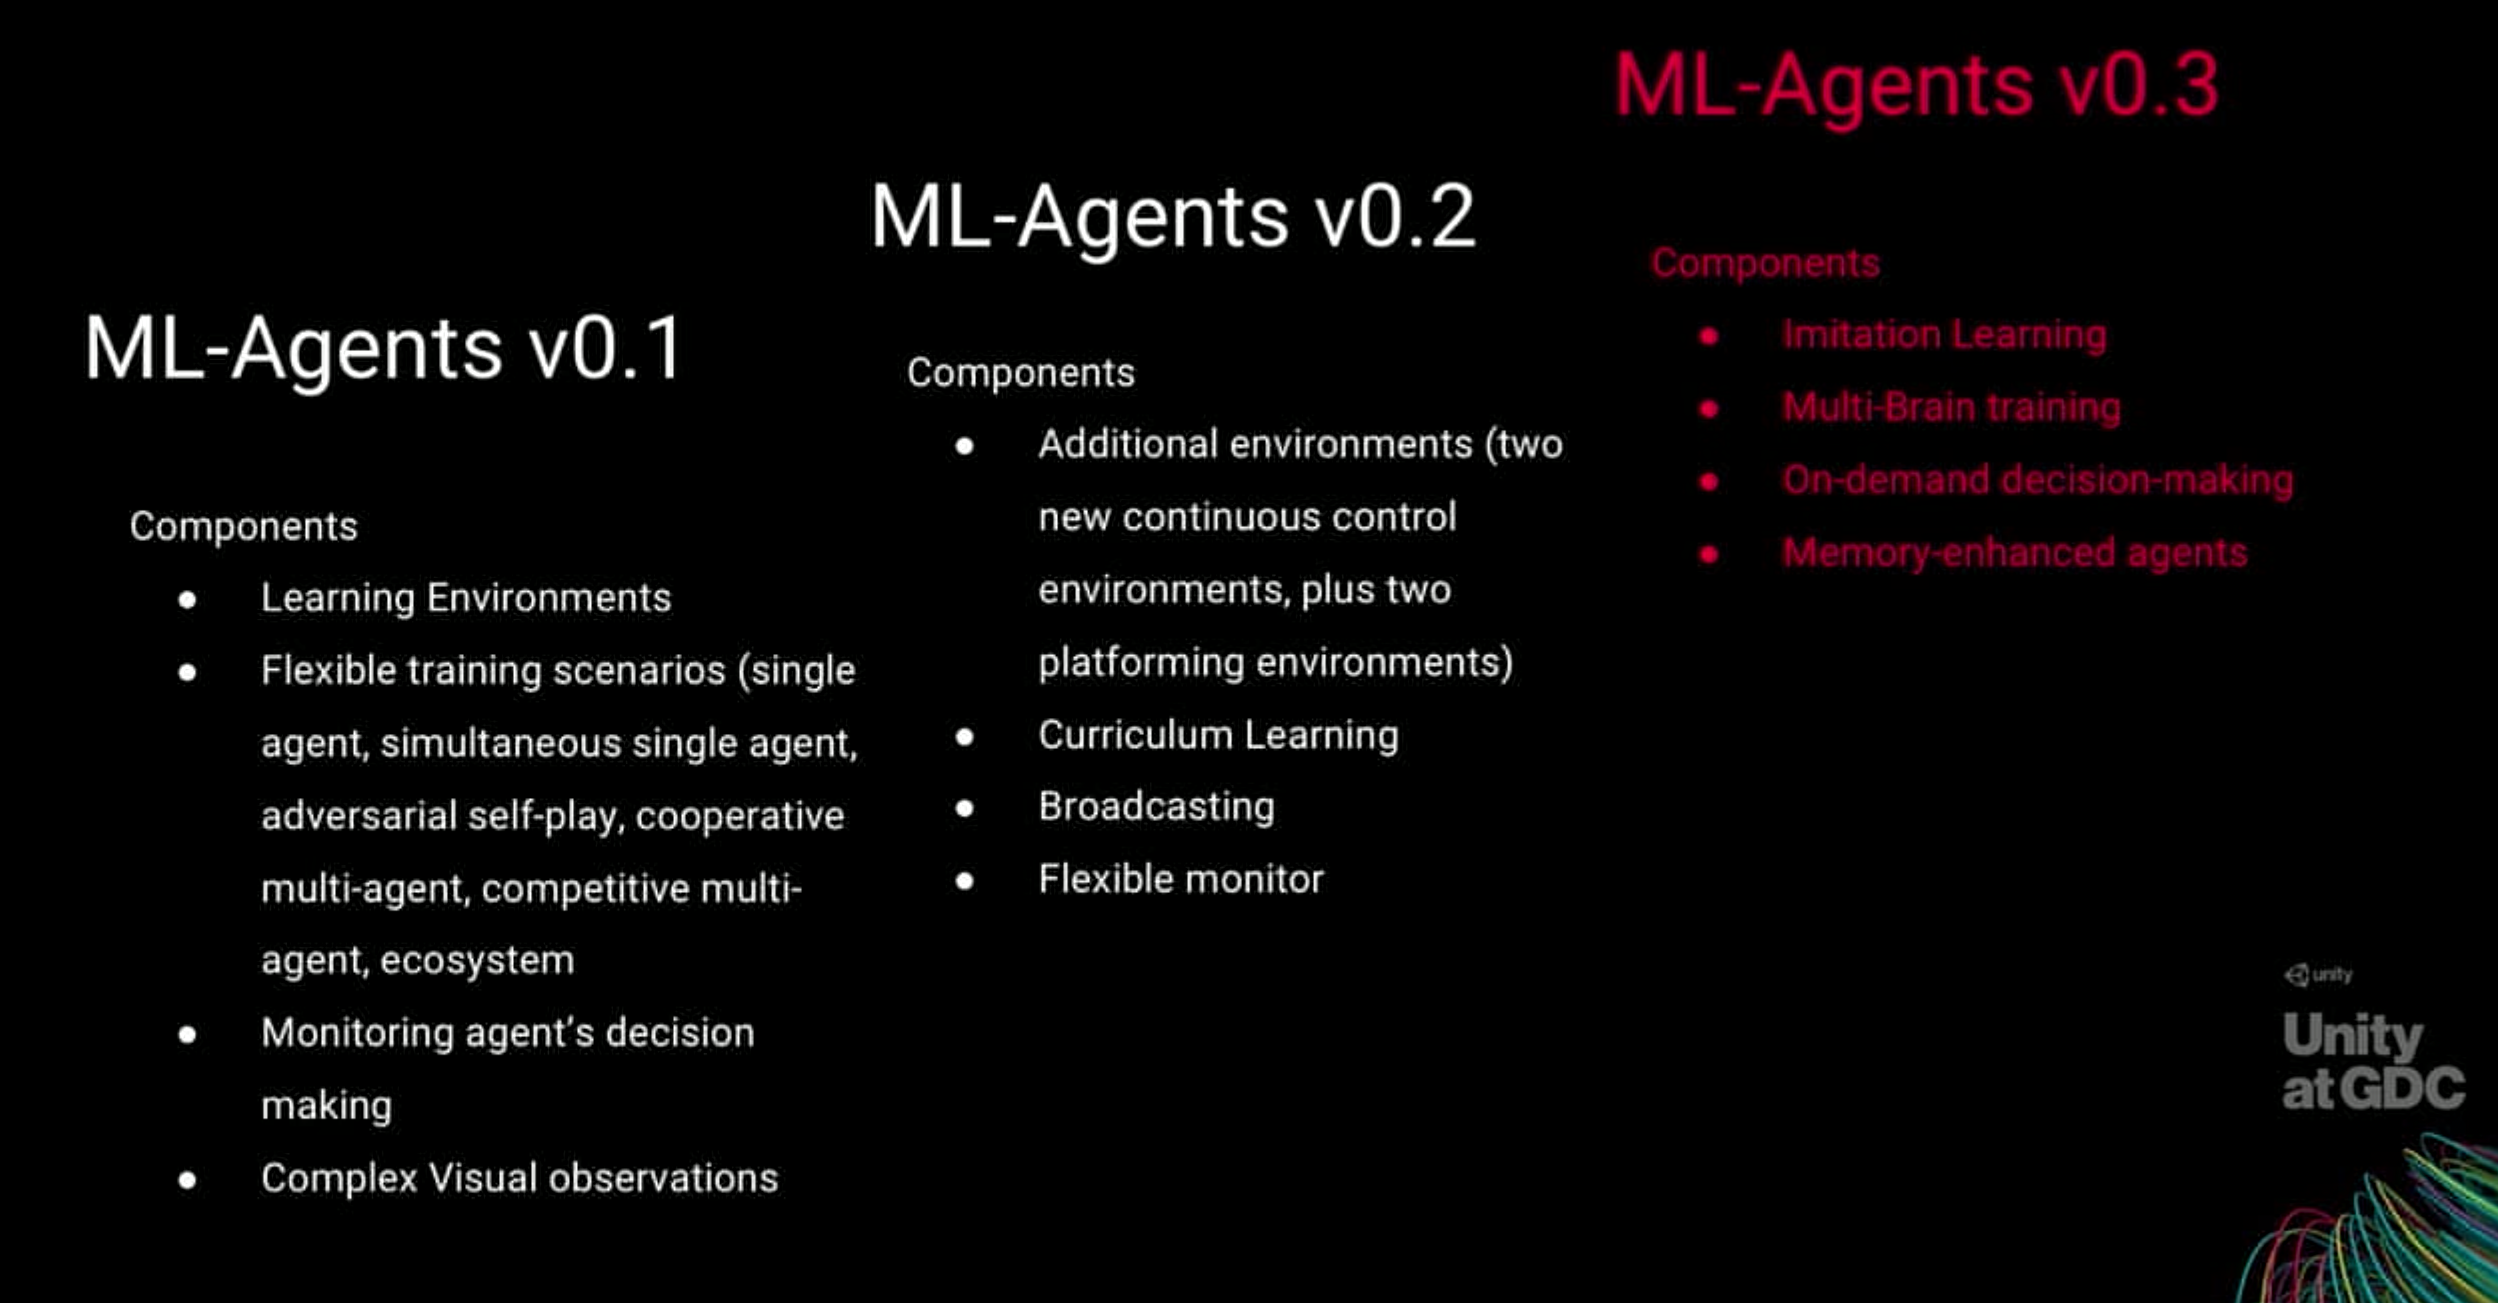 ML-Agents v0.1
Components
● Learning Environments
● Flexible training scenarios (single
agent, simultaneous single agent,
adversarial self-play, cooperative
multi-agent, competitive multi-
agent, ecosystem
● Monitoring agent's decision
making
● Complex Visual observations
ML-Agents v0.2
Components
● Additional environments (two
new continuous control
environments, plus two
platforming environments)
● Curriculum Learning
● Broadcasting
● Flexible monitor
ML-Agents v0.3
Components
● Imitation Learning
● Multi-Brain training
● On-demand decision-making
● Memory-enhanced agents
unity
Unity
at GDC